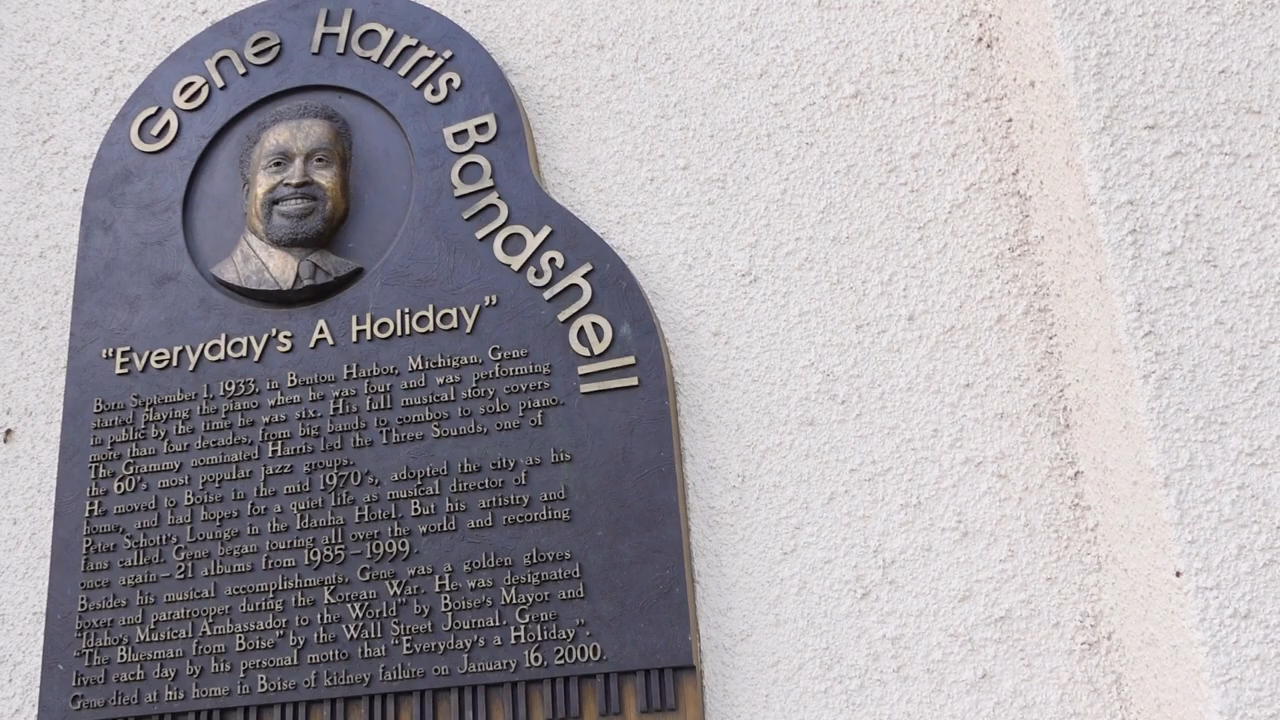 Gene Harris Bandshell
"Everyday's A Holiday"
Born September 1, 1933, in Benton Harbor, Michigan, Gene
started playing the piano when he was four and was performing
in public by the time he was six. His full musical story covers
more than four decades, from big bands to combos to solo piano.
The Grammy nominated Harris led the Three Sounds, one of
the 60's most popular jazz groups.
He moved to Boise in the mid 1970's, adopted the city as his
home, and had hopes for a quiet life as musical director of
Peter Schott's Lounge in the Idanha Hotel. But his artistry and
fans called. Gene began touring all over the world and recording
once again – 21 albums from 1985 – 1999.
Besides his musical accomplishments, Gene was a golden gloves
boxer and paratrooper during the Korean War. He was designated
"Idaho's Musical Ambassador to the World" by Boise's Mayor and
"The Bluesman from Boise" by the Wall Street Journal. Gene
lived each day by his personal motto that "Everyday's a Holiday".
Gene died at his home in Boise of kidney failure on January 16, 2000.